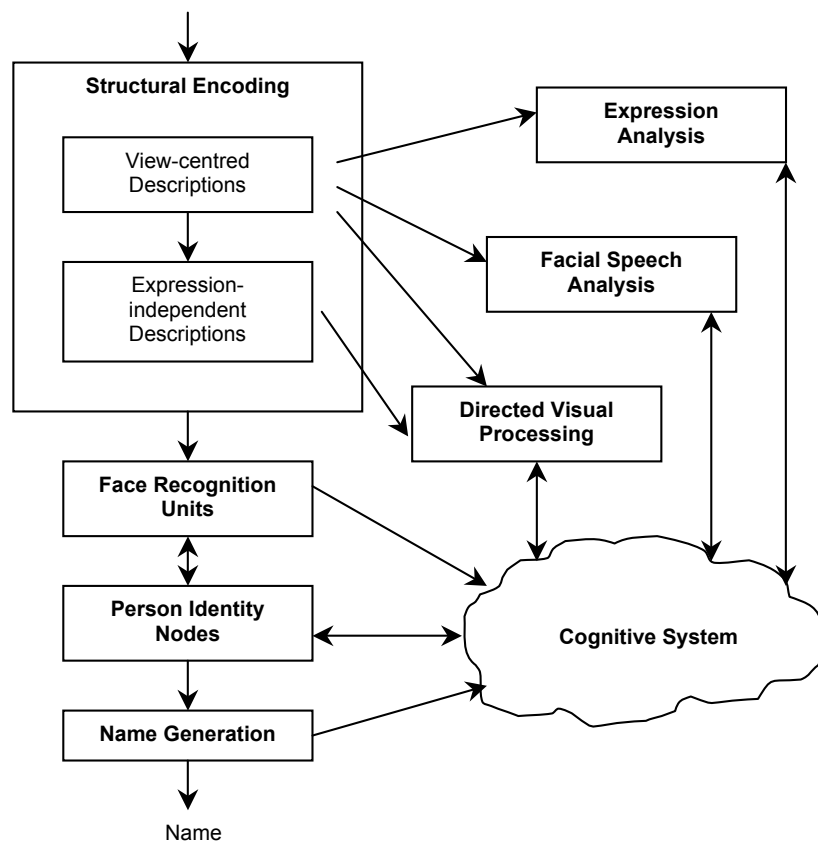 Structural Encoding
View-centred
Descriptions
Expression-
independent
Descriptions
Expression
Analysis
Facial Speech
Analysis
Directed Visual
Processing
Face Recognition
Units
Person Identity
Nodes
Cognitive System
Name Generation
Name